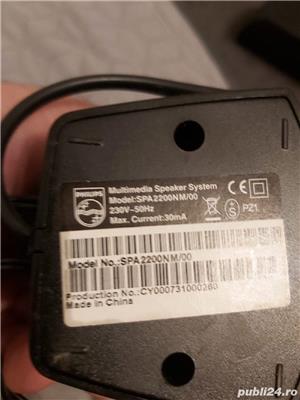 PHILIPS
Multimedia Speaker System
Model:SPA2200NM/00
230V~50Hz
Max. Current:30mA
CE
S
PZ1
Model No.:SPA2200NM/00
Production No.:CY000731000260
Made in China
publi24.ro